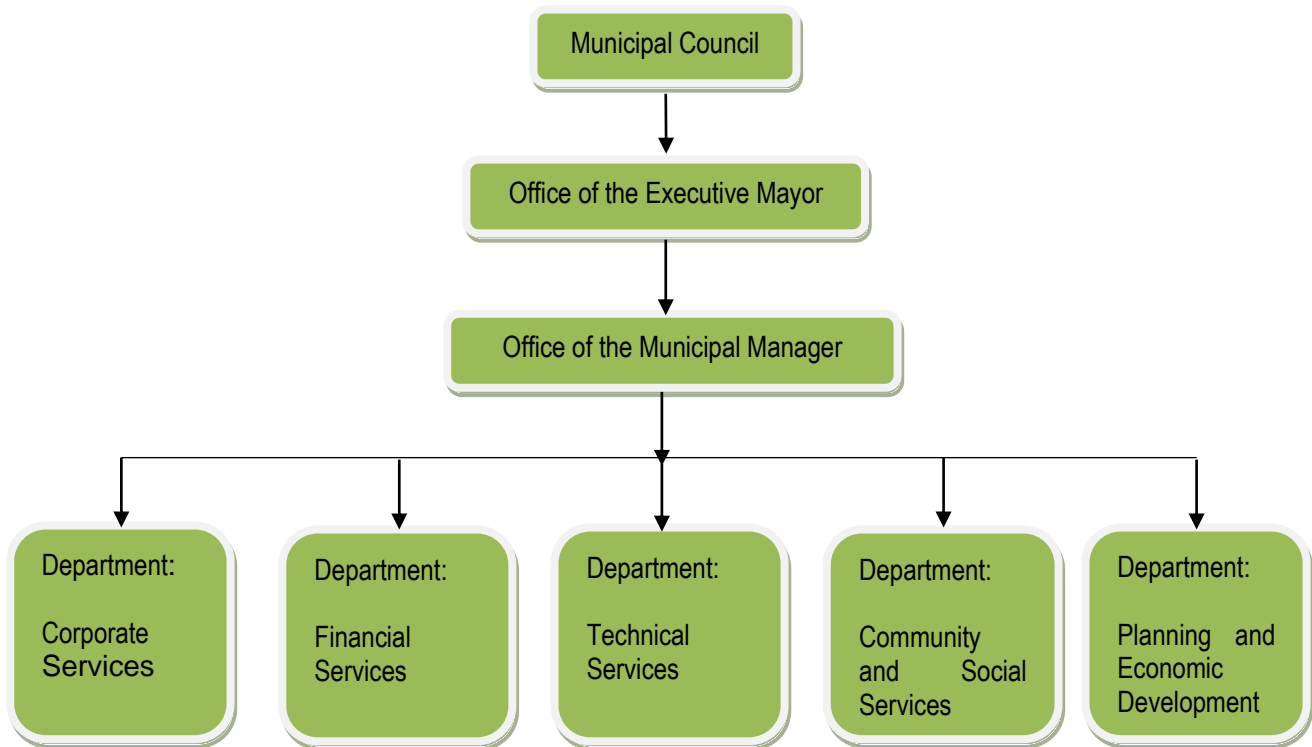 Municipal Council
Office of the Executive Mayor
Office of the Municipal Manager
Department:
Corporate
Services
Department:
Financial
Services
Department:
Technical
Services
Department:
Community
and Social
Services
Department:
Planning and
Economic
Development